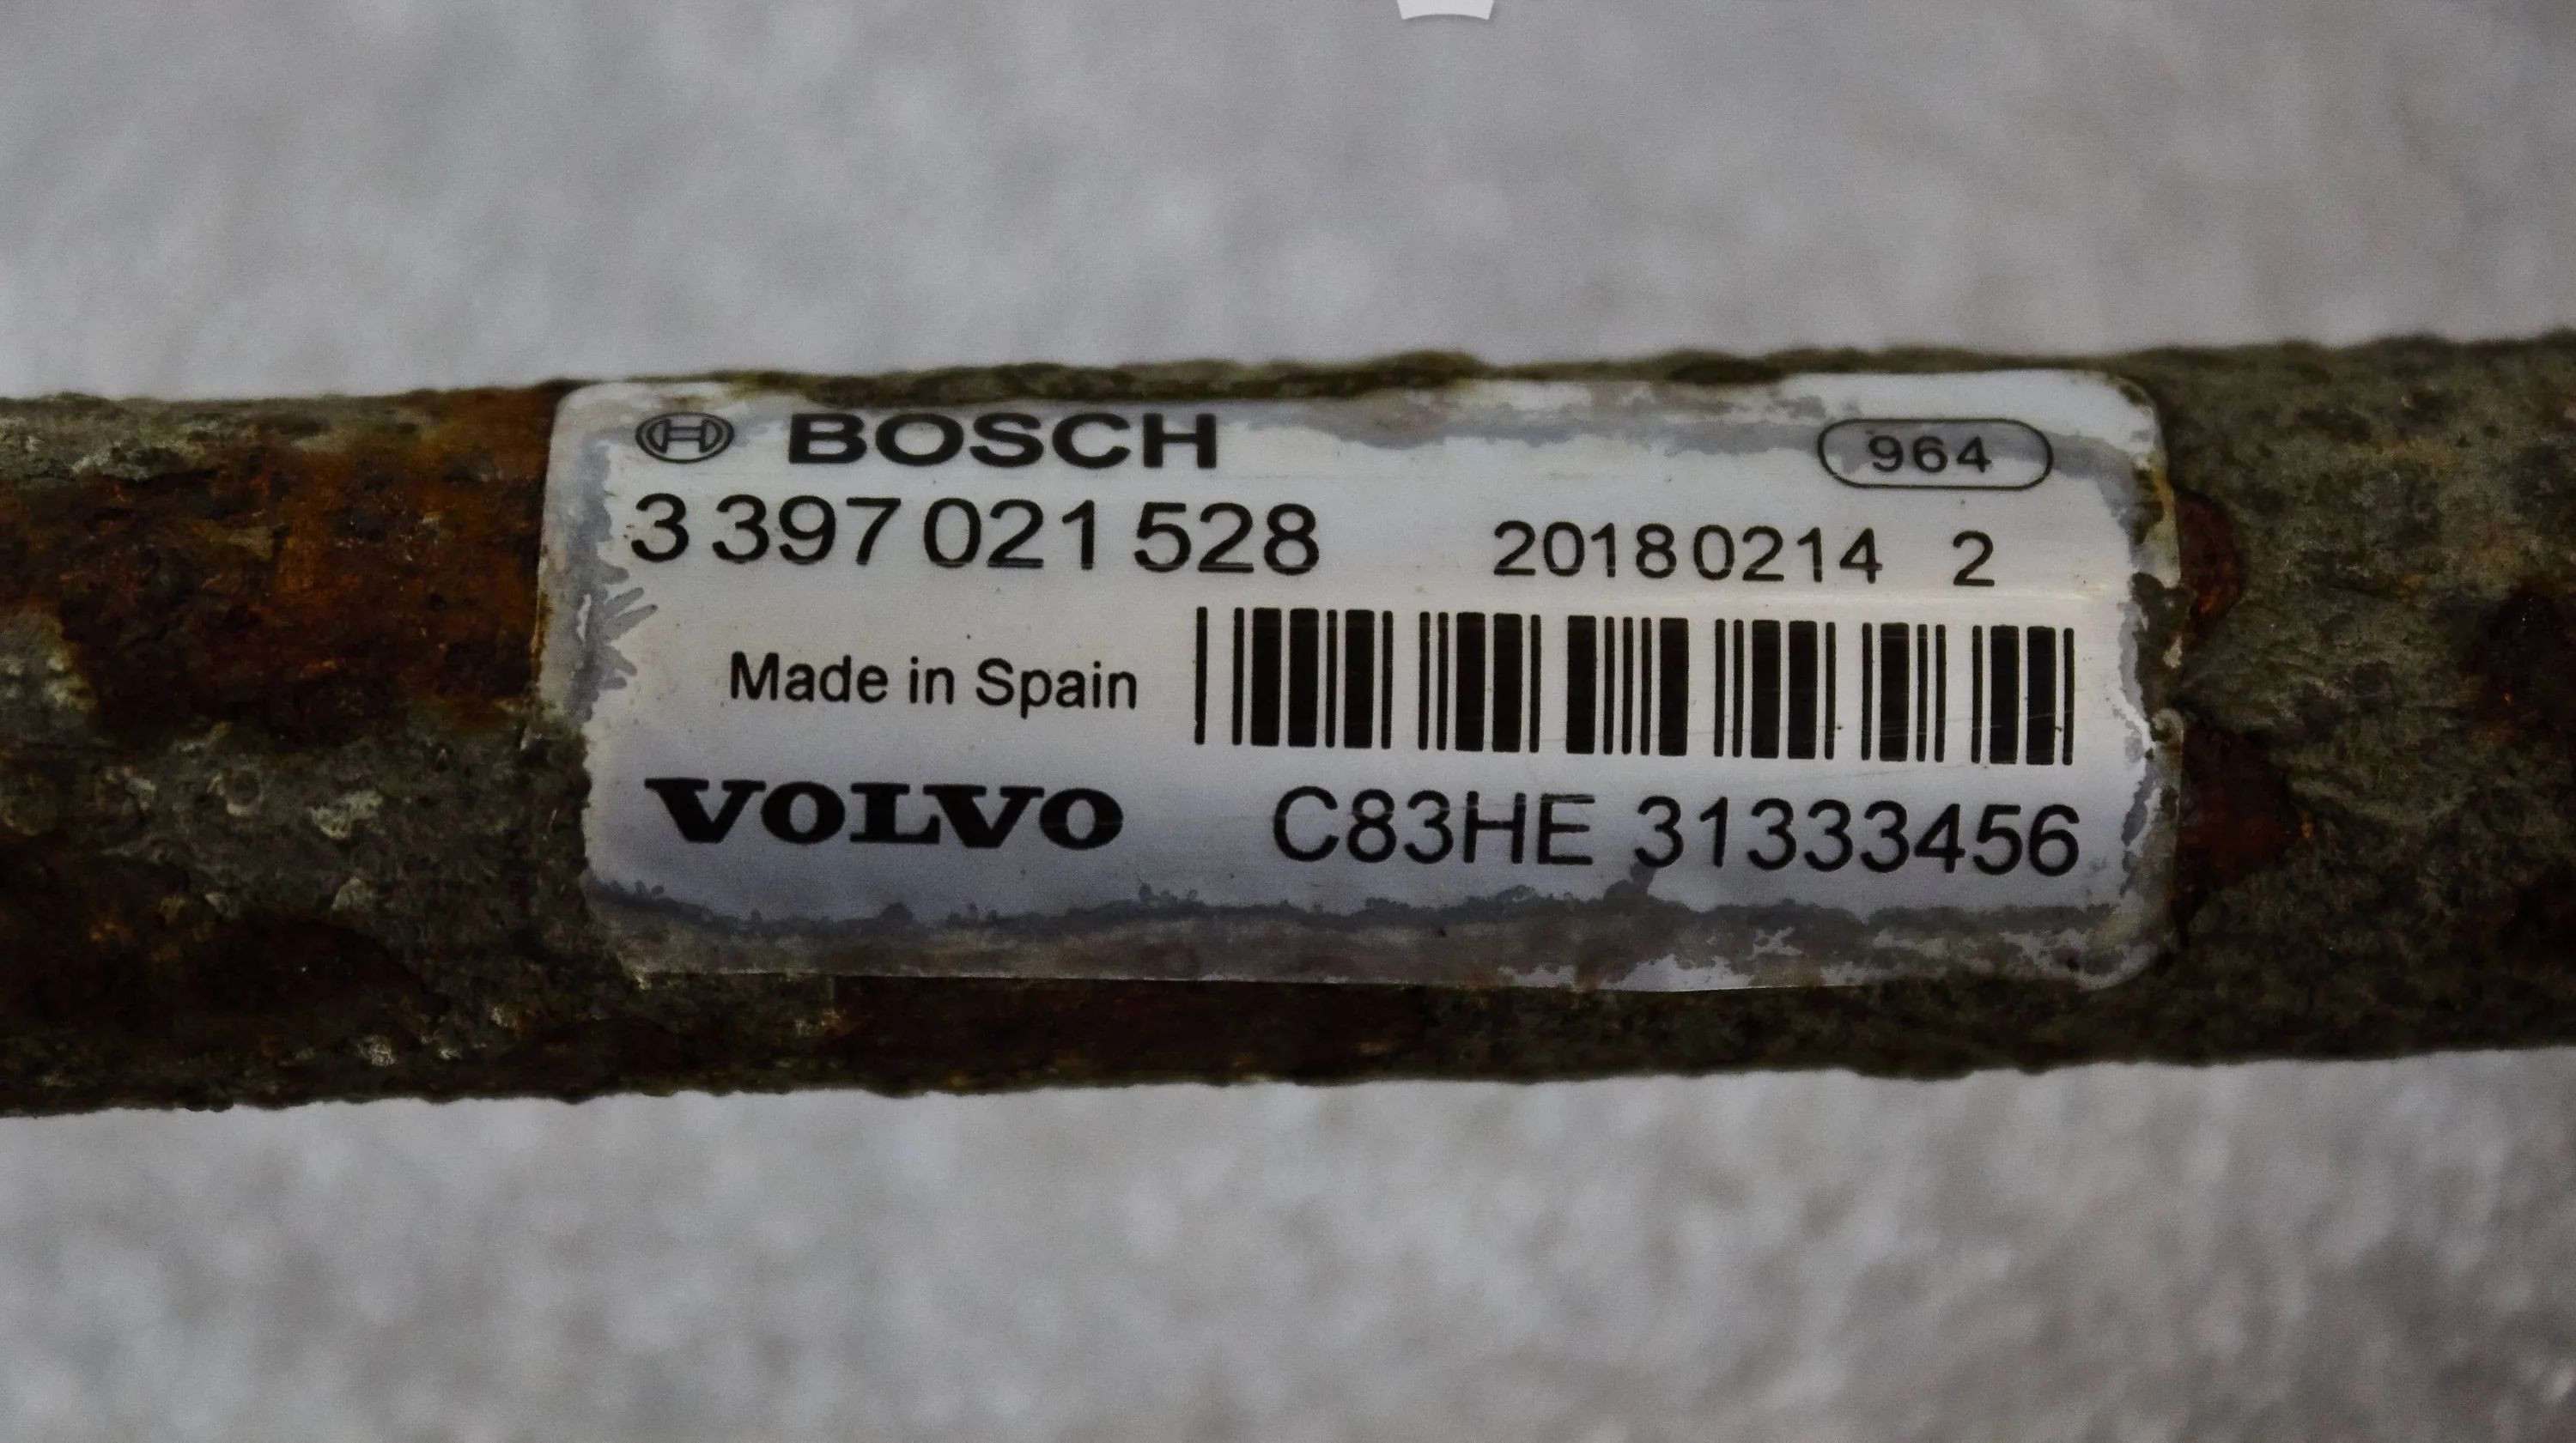 BOSCH 964
3 397 021 528 20180214 2
Made in Spain
VOLVO C83HE 31333456